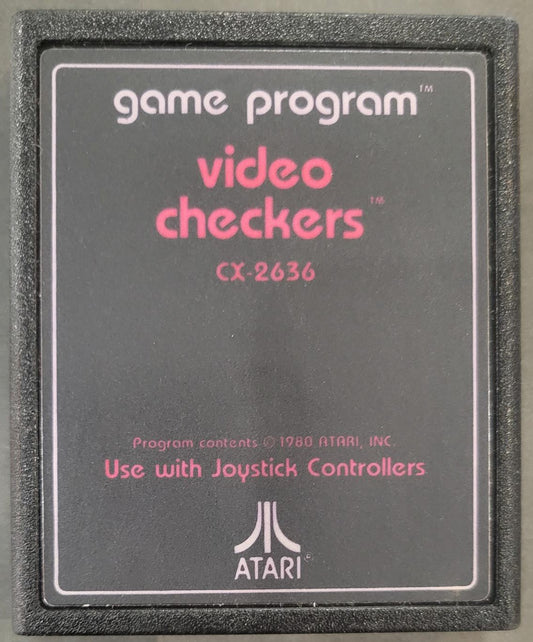 game program™
video
checkers™
CX-2636
Program contents © 1980 ATARI, INC.
Use with Joystick Controllers
ATARI®